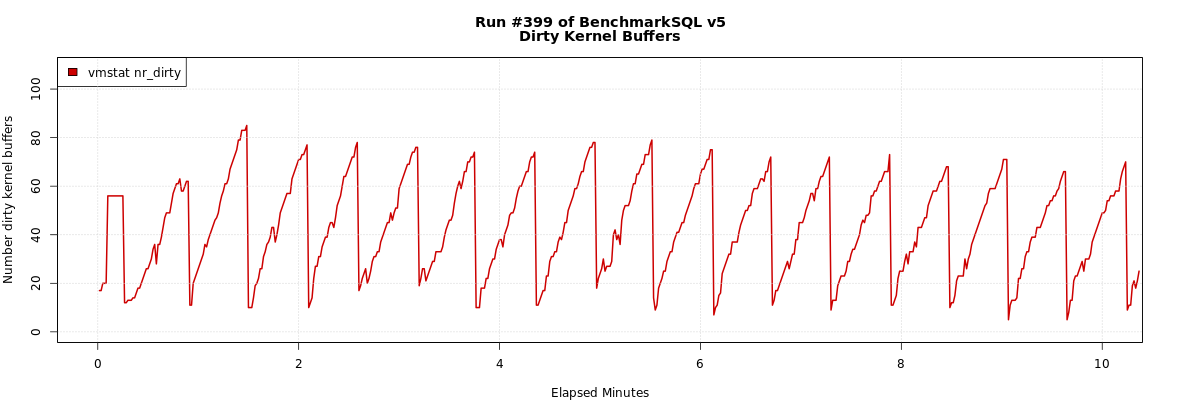 Run #399 of BenchmarkSQL v5
Dirty Kernel Buffers
vmstat nr_dirty
Number dirty kernel buffers
100
80
60
40
20
0
0 2 4 6 8 10
Elapsed Minutes